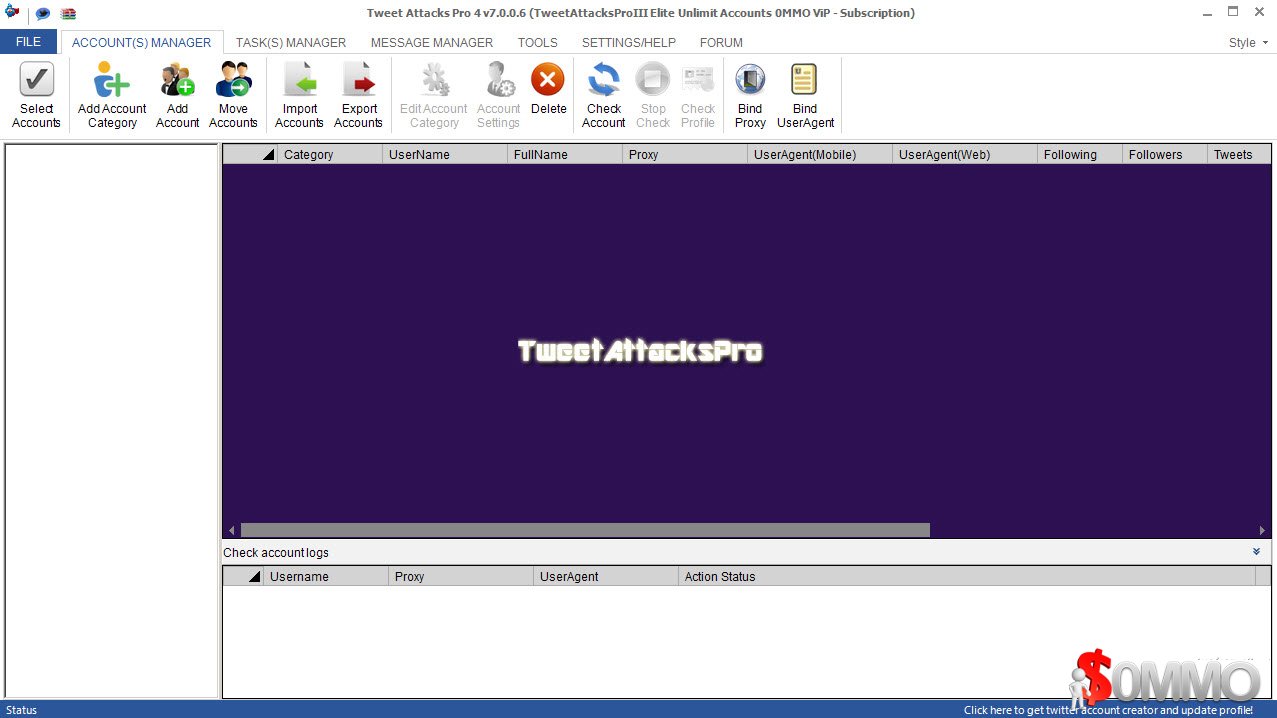 Tweet Attacks Pro 4 v7.0.0.6 (TweetAttacksProIII Elite Unlimit Accounts 0MMO ViP - Subscription)
FILE ACCOUNT(S) MANAGER TASK(S) MANAGER MESSAGE MANAGER TOOLS SETTINGS/HELP FORUM Style
Select Add Account Add Move Import Export Edit Account Account Delete Check Stop Check Bind Bind
Accounts Category Account Accounts Accounts Accounts Category Settings Account Check Profile Proxy UserAgent
Category UserName FullName Proxy UserAgent(Mobile) UserAgent(Web) Following Followers Tweets
TweetAttacksPro
Check account logs
Username Proxy UserAgent Action Status
$0MMO
Status Click here to get twitter account creator and update profile!